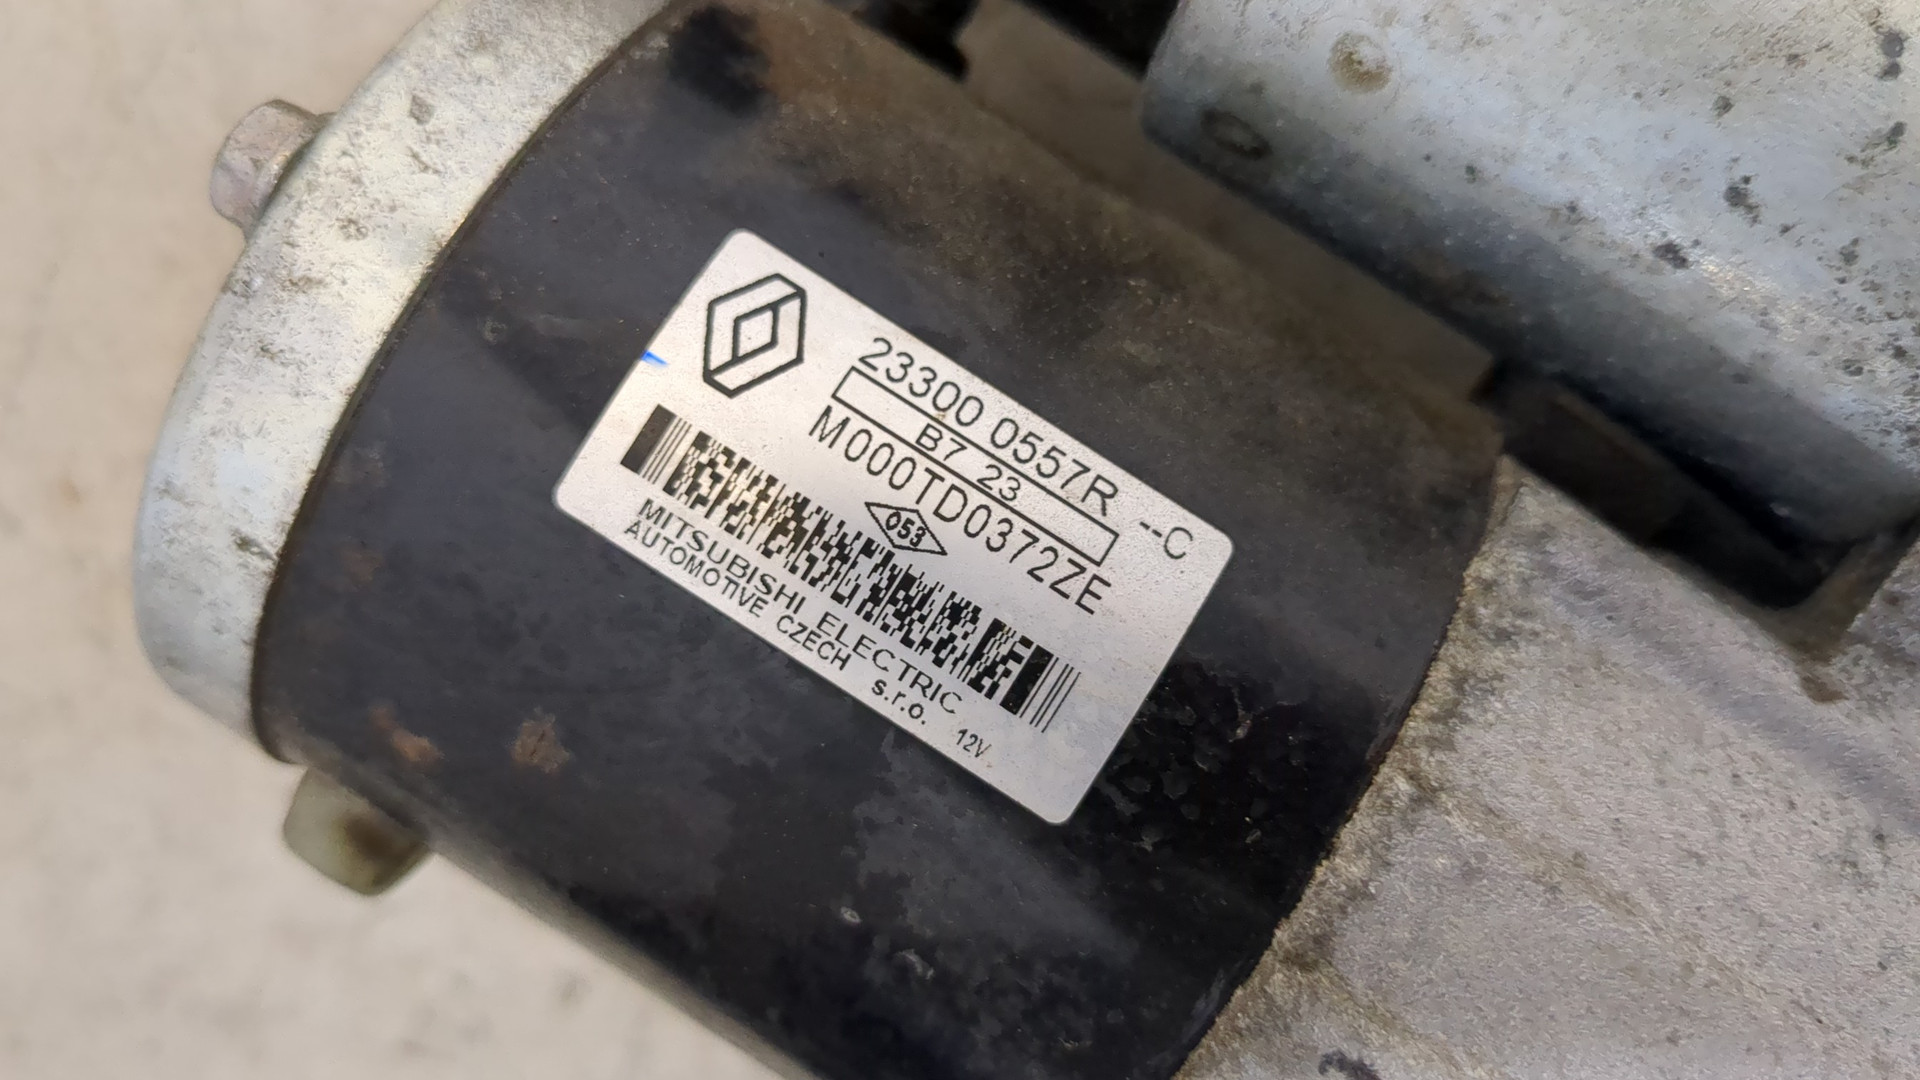 23300 0557R --C
B7 23
M000TD0372ZE
053
MITSUBISHI ELECTRIC
AUTOMOTIVE CZECH s.r.o.
12V